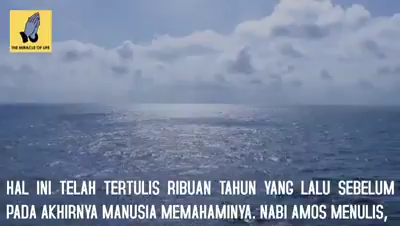 THE MIRACLE OF LIFE
HAL INI TELAH TERTULIS RIBUAN TAHUN YANG LALU SEBELUM
PADA AKHIRNYA MANUSIA MEMAHAMINYA. NABI AMOS MENULIS,